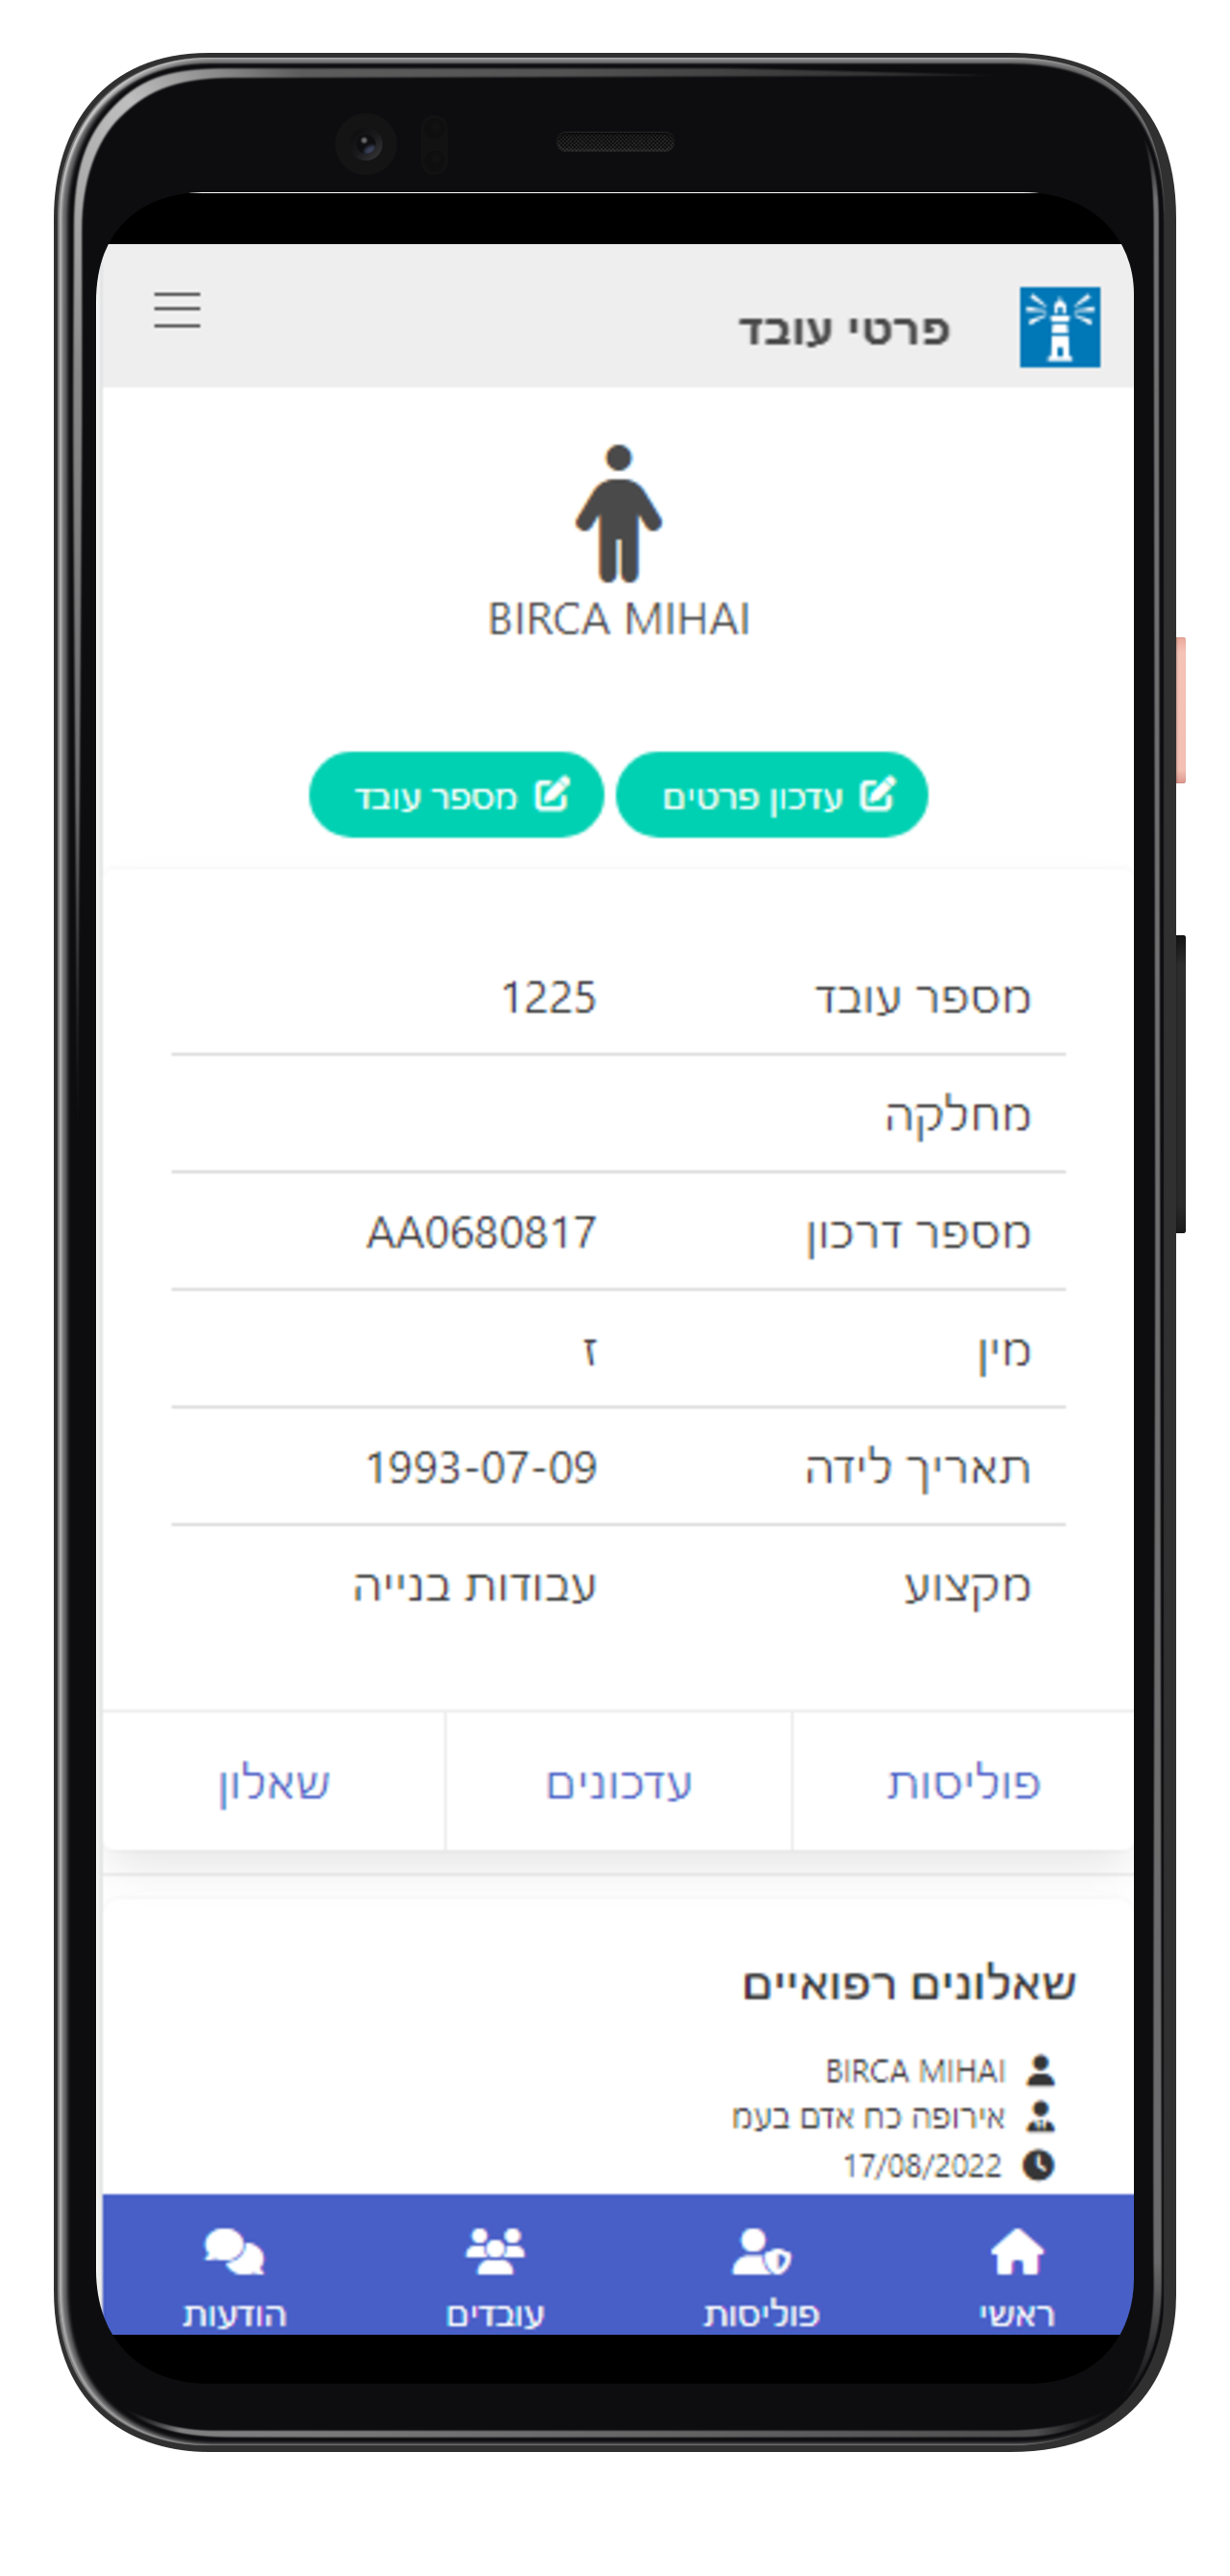 פרטי עובד
BIRCA MIHAI
עדכון פרטים
מספר עובד
מספר עובד 1225
מחלקה
מספר דרכון AA0680817
מין ז
תאריך לידה 1993-07-09
מקצוע עבודות בנייה
פוליסות עדכונים שאלון
שאלונים רפואיים
BIRCA MIHAI
אירופה כח אדם בעמ
17/08/2022
ראשי פוליסות עובדים הודעות